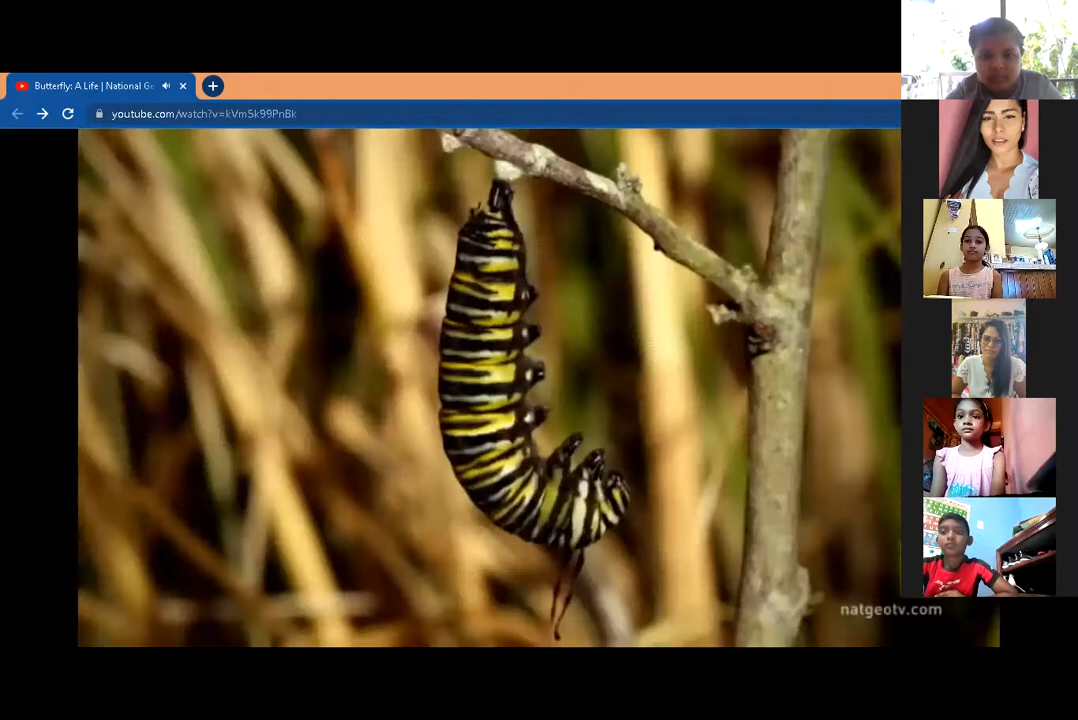 Butterfly: A Life | National Ge
youtube.com/watch?v=kVm5k99PnBk
natgeotv.com